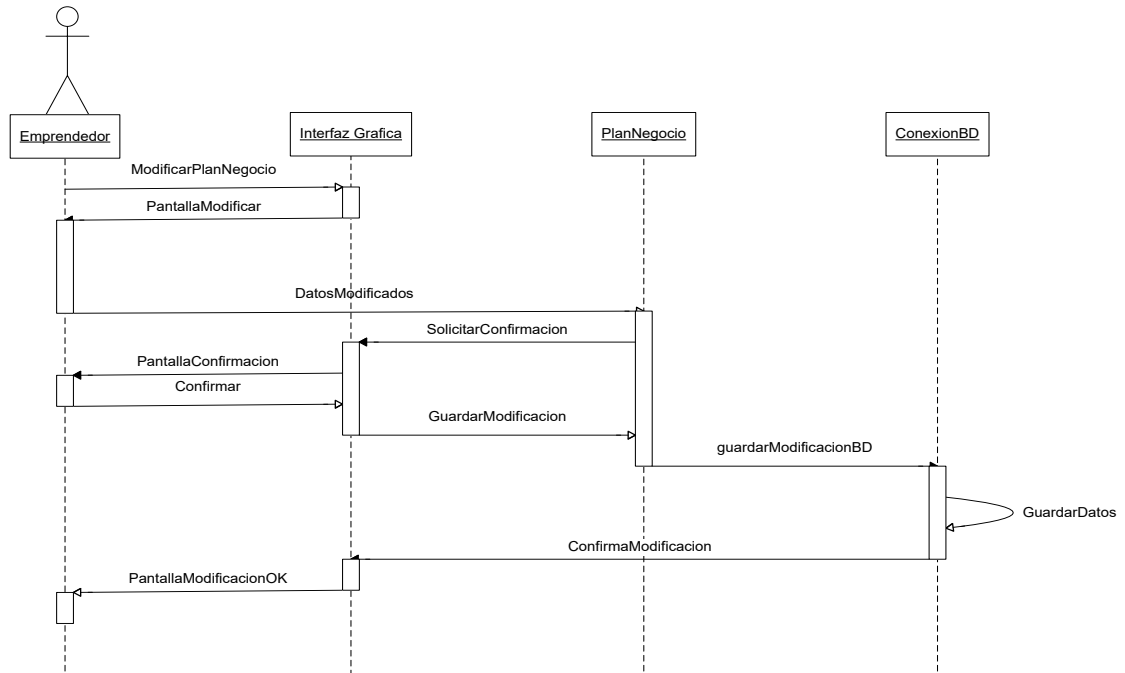 Emprendedor
Interfaz Grafica
PlanNegocio
ConexionBD
ModificarPlanNegocio
PantallaModificar
DatosModificados
SolicitarConfirmacion
PantallaConfirmacion
Confirmar
GuardarModificacion
guardarModificacionBD
GuardarDatos
ConfirmaModificacion
PantallaModificacionOK